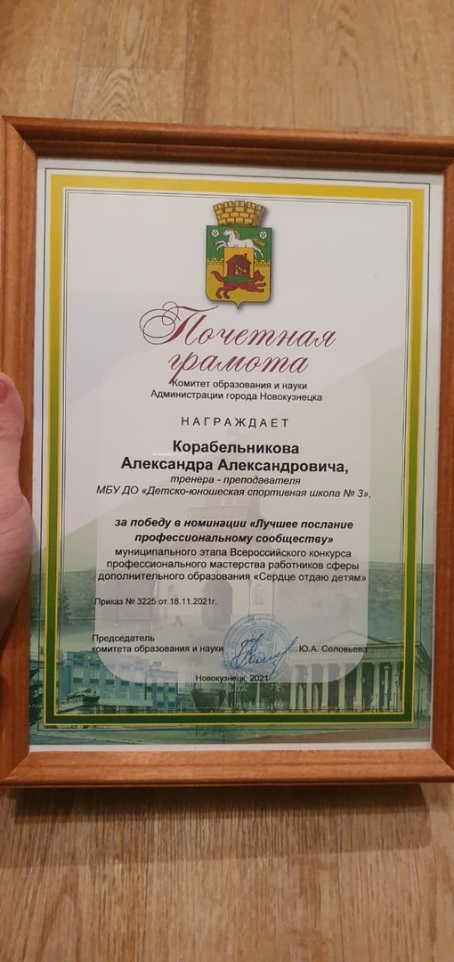 Почетная
грамота
Комитет образования и науки
Администрации города Новокузнецка
НАГРАЖДАЕТ
Корабельникова
Александра Александровича,
тренера - преподавателя
МБУ ДО «Детско-юношеская спортивная школа № 3»,
за победу в номинации «Лучшее послание
профессиональному сообществу»
муниципального этапа Всероссийского конкурса
профессионального мастерства работников сферы
дополнительного образования «Сердце отдаю детям»
Приказ № 3225 от 18.11.2021г.
Председатель
комитета образования и науки Ю.А. Соловьева
Новокузнецк, 2021